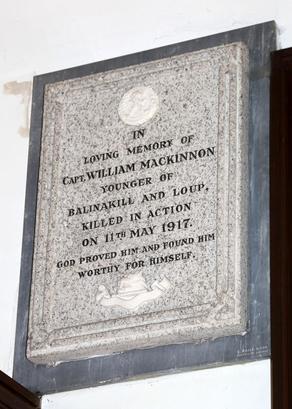 IN
LOVING MEMORY OF
CAPT. WILLIAM MACKINNON
YOUNGER OF
BALINAKILL AND LOUP,
KILLED IN ACTION
ON 11TH MAY 1917.
GOD PROVED HIM AND FOUND HIM
WORTHY FOR HIMSELF.